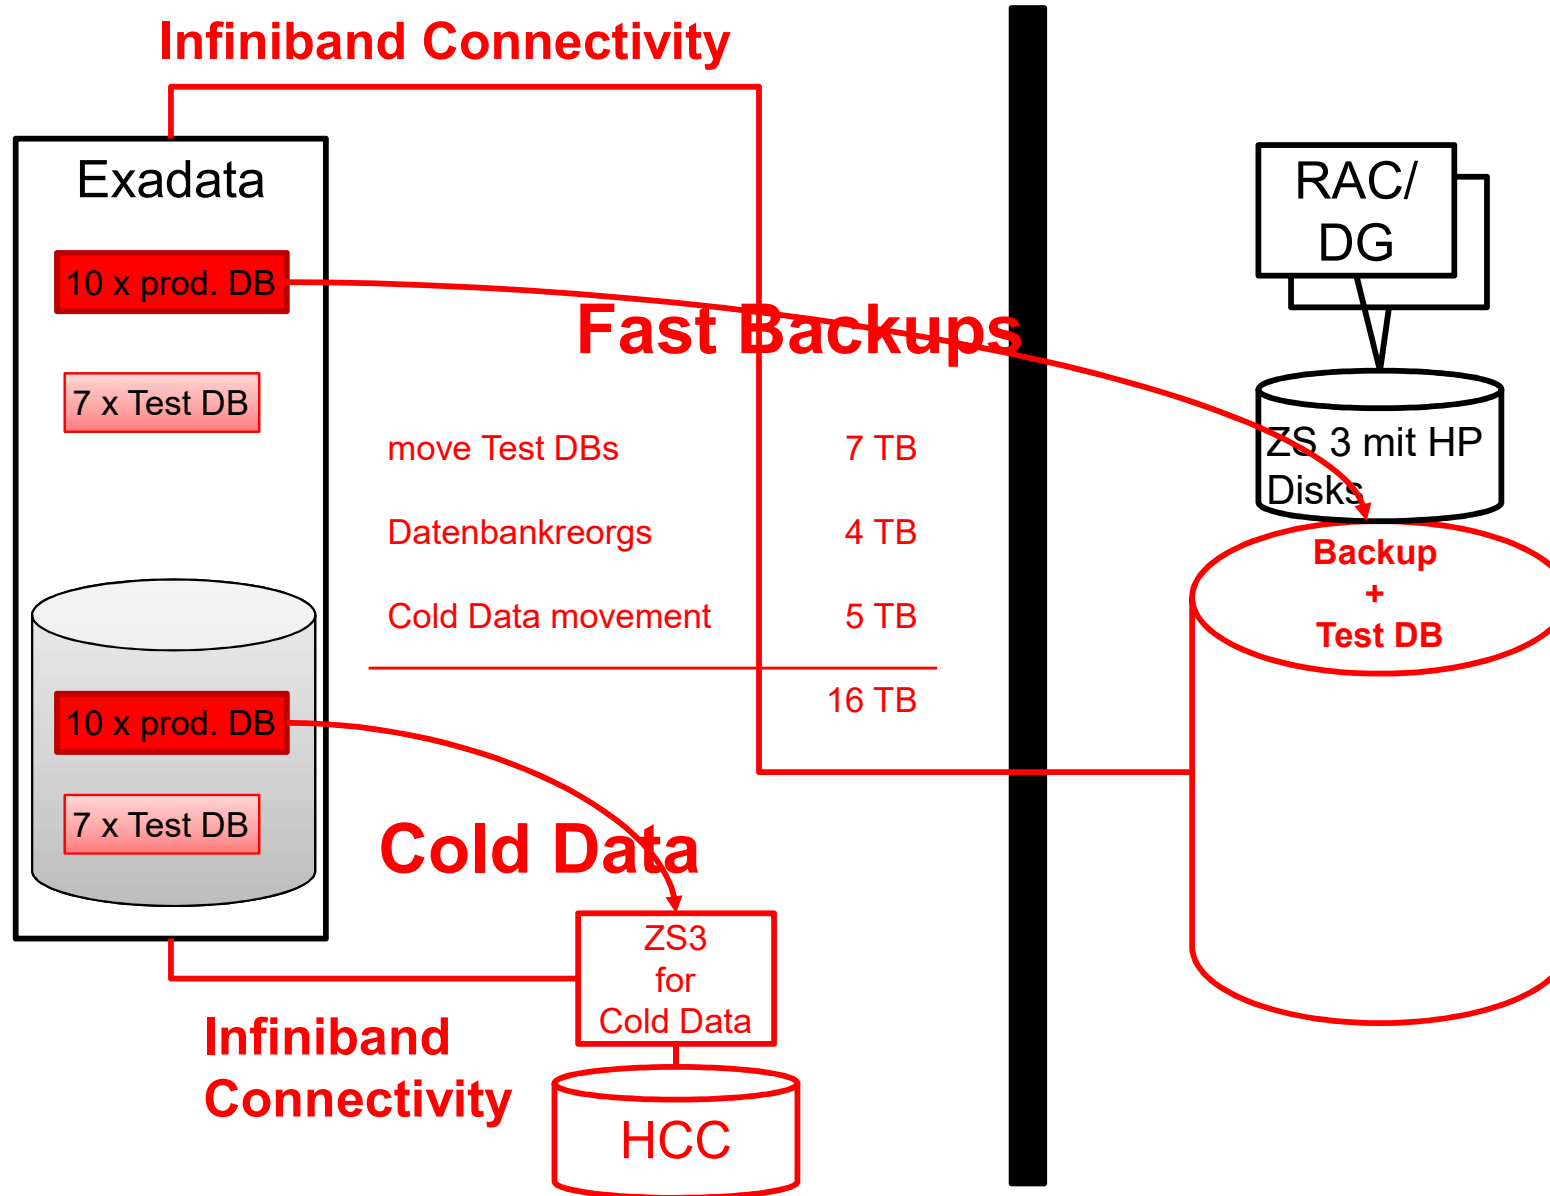 Infiniband Connectivity
Exadata
10 x prod. DB
7 x Test DB
10 x prod. DB
7 x Test DB
Fast Backups
move Test DBs 7 TB
Datenbankreorgs 4 TB
Cold Data movement 5 TB
16 TB
Cold Data
ZS3
for
Cold Data
HCC
Infiniband
Connectivity
RAC/
DG
ZS 3 mit HP
Disks
Backup
+
Test DB